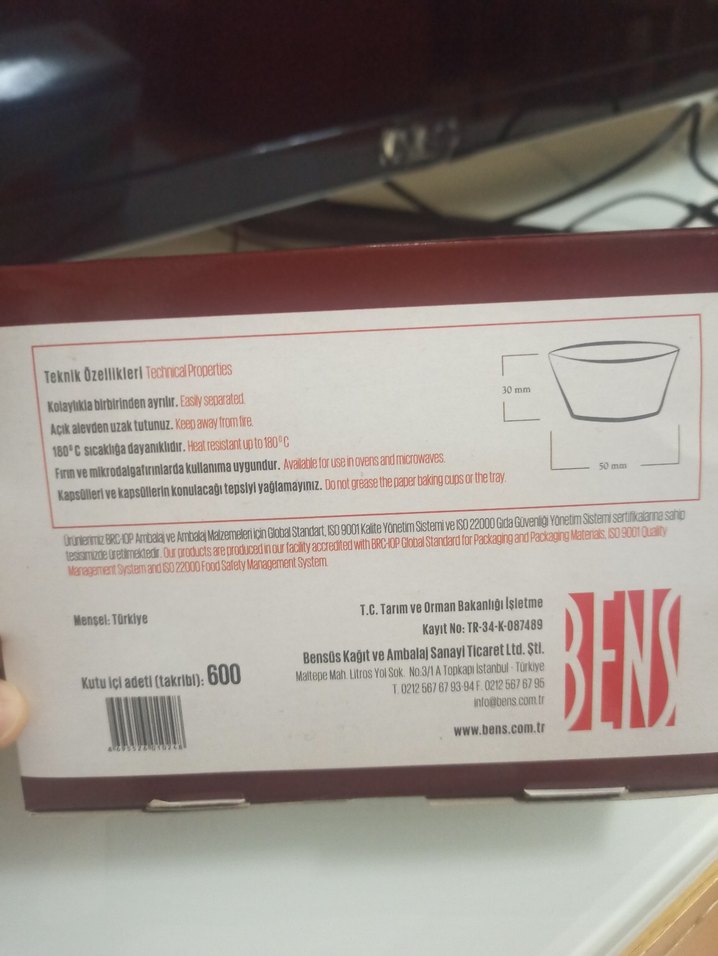 Teknik Özellikleri Technical Properties
Kolaylıkla birbirinden ayrılır. Easily separated.
Açık alevden uzak tutunuz. Keep away from fire.
180°C sıcaklığa dayanıklıdır. Heat resistant up to 180°C
Fırın ve mikrodalgafırınlarda kullanıma uygundur. Available for use in ovens and microwaves.
Kapsülleri ve kapsüllerin konulacağı tepsiyi yağlamayınız. Do not grease the paper baking cups or the tray.
30 mm
50 mm
Ürünlerimiz BRC-IOP Ambalaj ve Ambalaj Malzemeleri için Global Standart, ISO 9001 Kalite Yönetim Sistemi ve ISO 22000 Gıda Güvenliği Yönetim Sistemi sertifikalarına sahip
tesisimizde üretilmektedir. Our products are produced in our facility accredited with BRC-IOP Global Standard for Packaging and Packaging Materials, ISO 9001 Quality
Management System and ISO 22000 Food Safety Management System.
Menşei: Türkiye
Kutu içi adeti (takribi): 600
T.C. Tarım ve Orman Bakanlığı İşletme
Kayıt No: TR-34-K-087489
Bensüs Kağıt ve Ambalaj Sanayi Ticaret Ltd. Şti.
Maltepe Mah. Litros Yol Sok. No:3/1 A Topkapı İstanbul - Türkiye
T. 0212 567 67 93-94 F. 0212 567 67 95
info@bens.com.tr
www.bens.com.tr
BENS